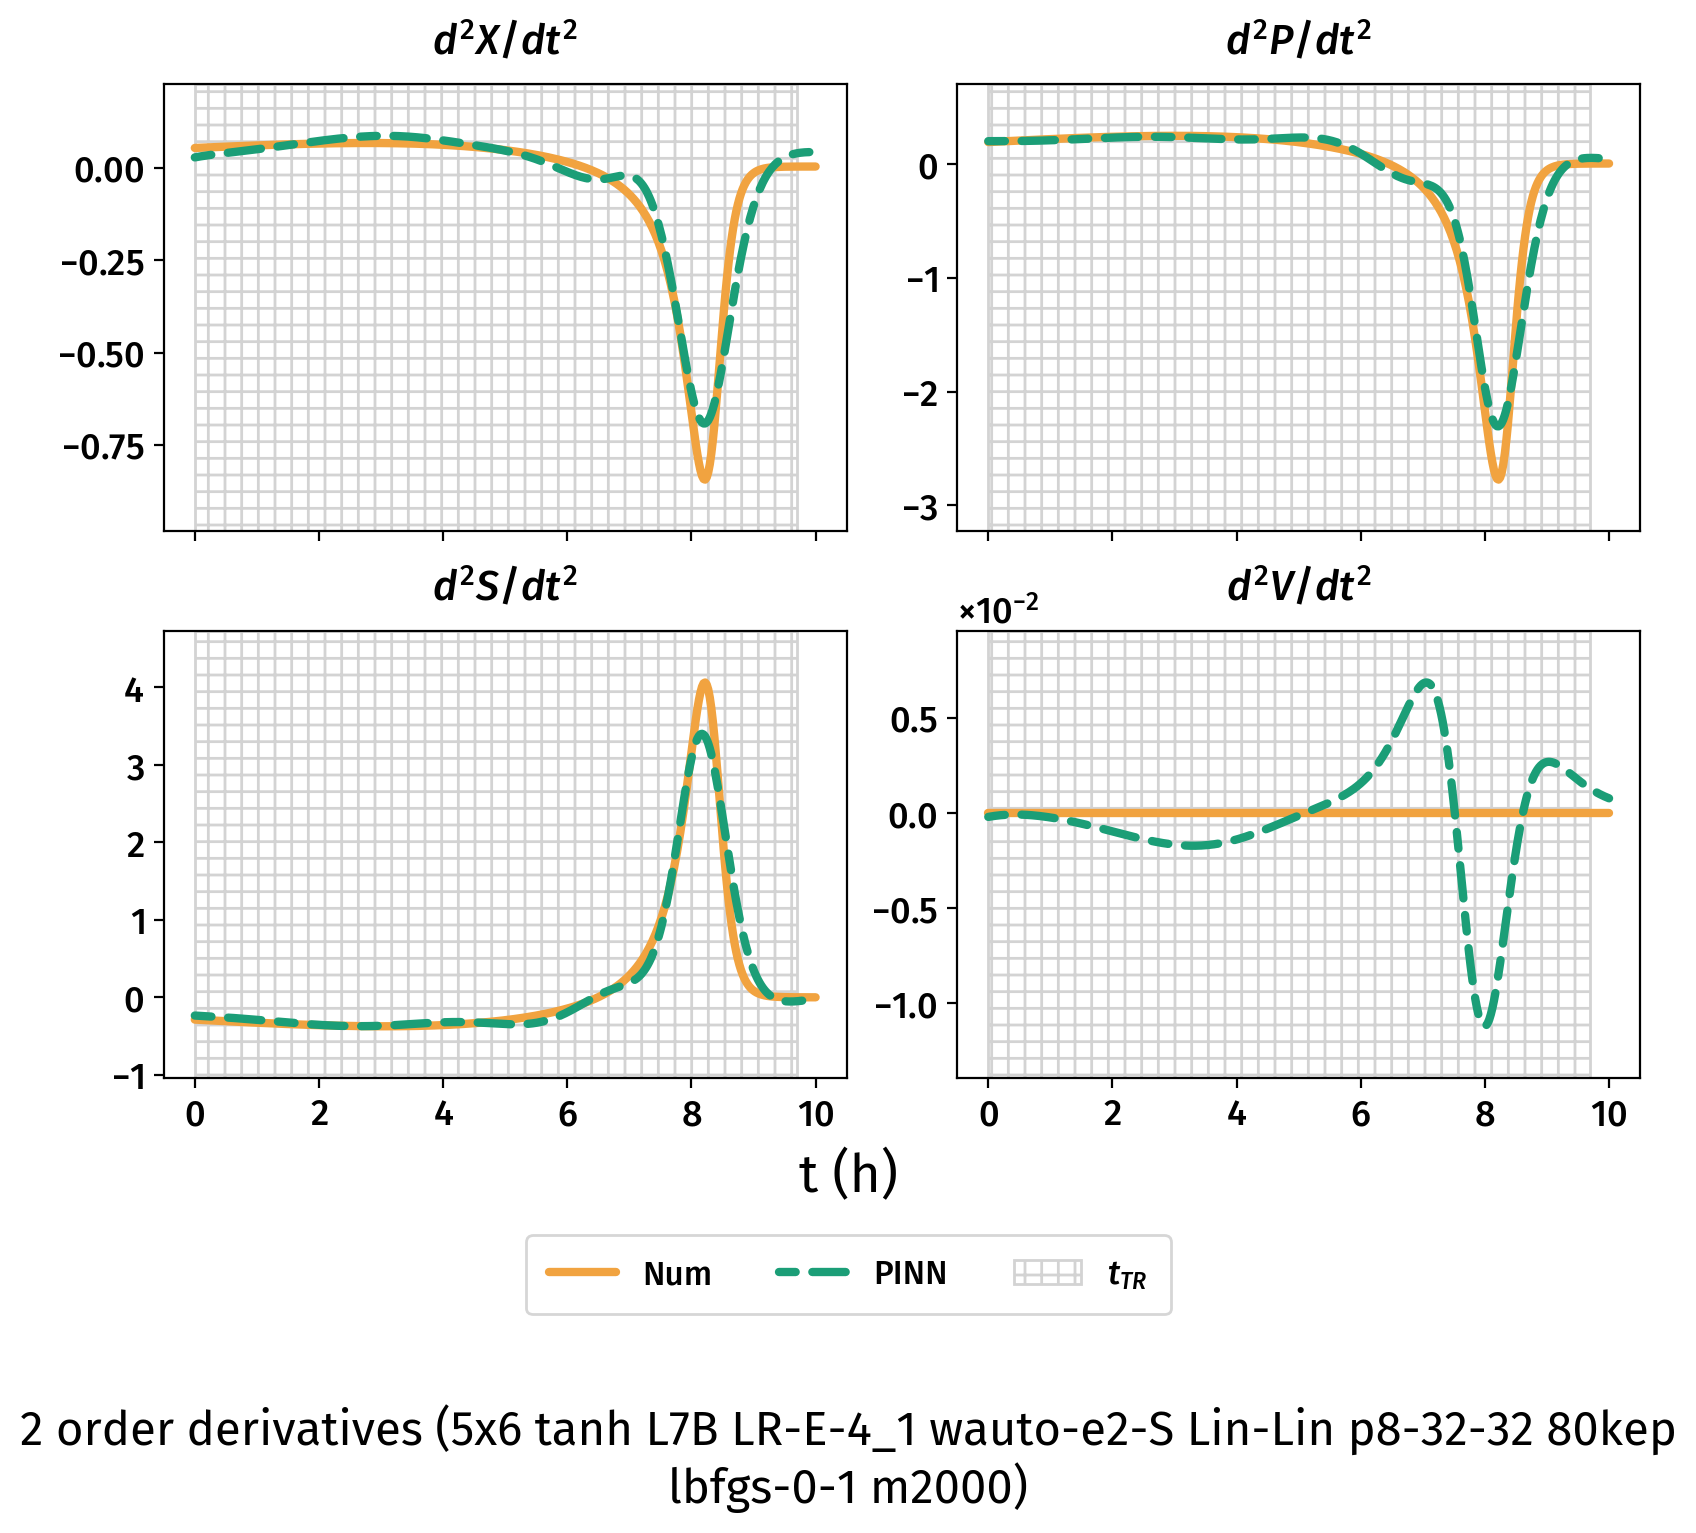 d²X/dt²
d²P/dt²
0.00
−0.25
−0.50
−0.75
0
−1
−2
−3
d²S/dt²
d²V/dt²
×10⁻²
4
3
2
1
0
−1
0.5
0.0
−0.5
−1.0
0 2 4 6 8 10
0 2 4 6 8 10
t (h)
Num PINN t_TR
2 order derivatives (5x6 tanh L7B LR-E-4_1 wauto-e2-S Lin-Lin p8-32-32 80kep
lbfgs-0-1 m2000)